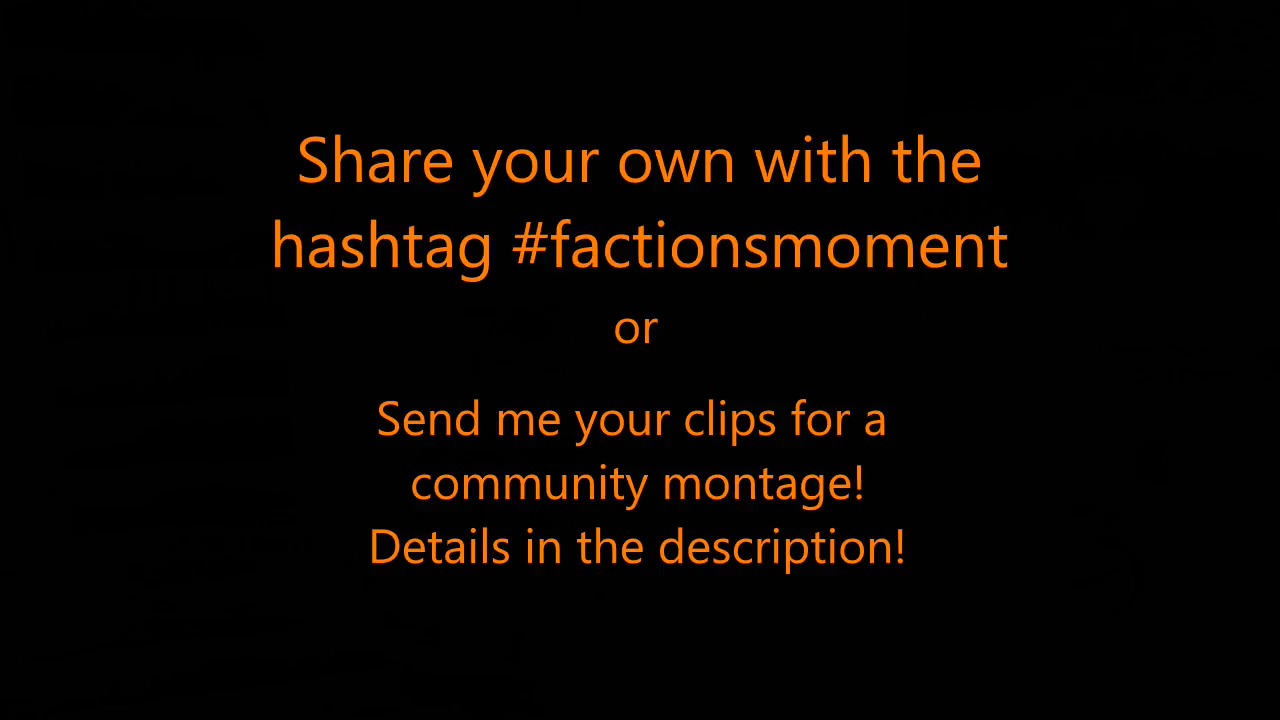 Share your own with the
hashtag #factionsmoment
or
Send me your clips for a
community montage!
Details in the description!